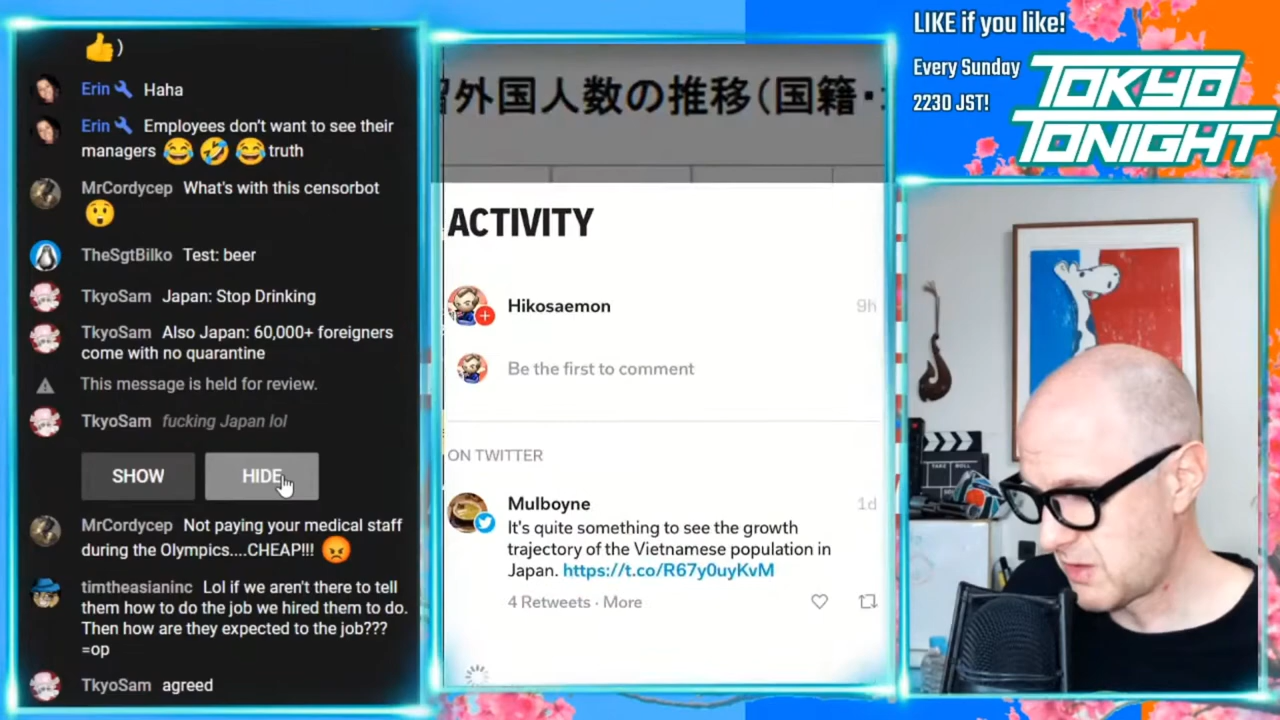 Erin Haha
Erin Employees don't want to see their
managers 😂 🤣 😂 truth
MrCordycep What's with this censorbot
TheSgtBilko Test: beer
TkyoSam Japan: Stop Drinking
TkyoSam Also Japan: 60,000+ foreigners
come with no quarantine
This message is held for review.
TkyoSam fucking Japan lol
SHOW HIDE
MrCordycep Not paying your medical staff
during the Olympics....CHEAP!!! 😡
timtheasianinc Lol if we aren't there to tell
them how to do the job we hired them to do.
Then how are they expected to the job???
=op
TkyoSam agreed
外国人数の推移(国籍・
ACTIVITY
Hikosaemon 9h
Be the first to comment
ON TWITTER
Mulboyne 1d
It's quite something to see the growth
trajectory of the Vietnamese population in
Japan. https://t.co/R67y0uyKvM
4 Retweets · More
LIKE if you like!
Every Sunday
2230 JST!
TOKYO
TONIGHT
TAKE ROLL